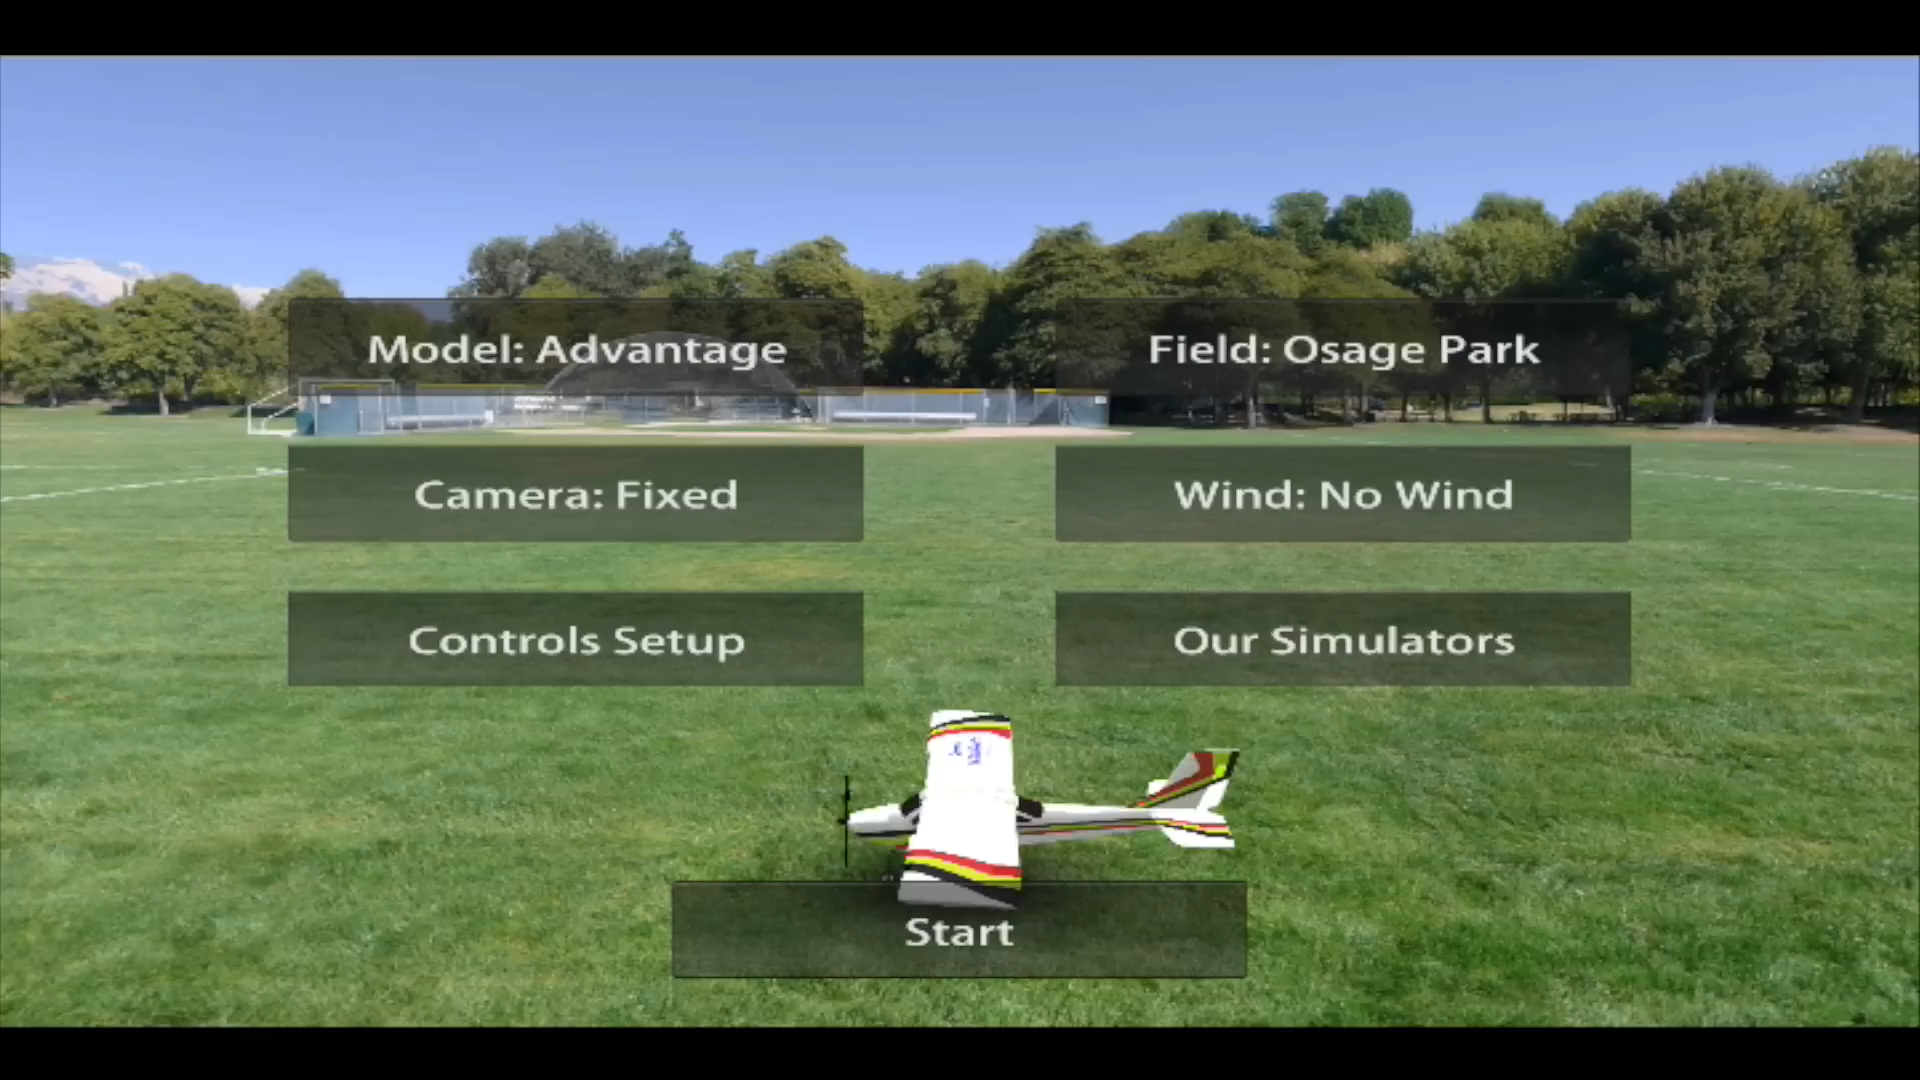 Model: Advantage
Field: Osage Park
Camera: Fixed
Wind: No Wind
Controls Setup
Our Simulators
Start